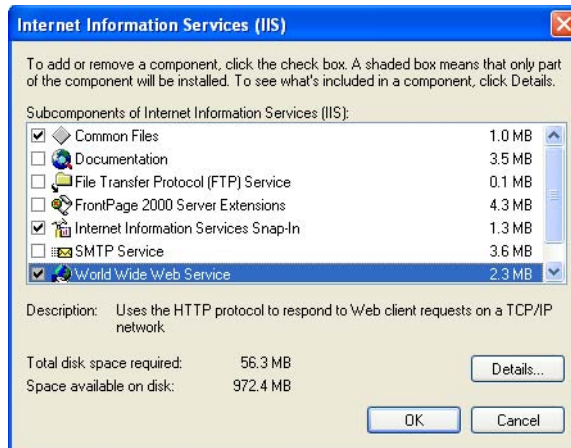 Internet Information Services (IIS)
To add or remove a component, click the check box. A shaded box means that only part
of the component will be installed. To see what's included in a component, click Details.
Subcomponents of Internet Information Services (IIS):
Common Files 1.0 MB
Documentation 3.5 MB
File Transfer Protocol (FTP) Service 0.1 MB
FrontPage 2000 Server Extensions 4.3 MB
Internet Information Services Snap-In 1.3 MB
SMTP Service 3.6 MB
World Wide Web Service 2.3 MB
Description: Uses the HTTP protocol to respond to Web client requests on a TCP/IP
network
Total disk space required: 56.3 MB
Space available on disk: 972.4 MB
Details...
OK Cancel